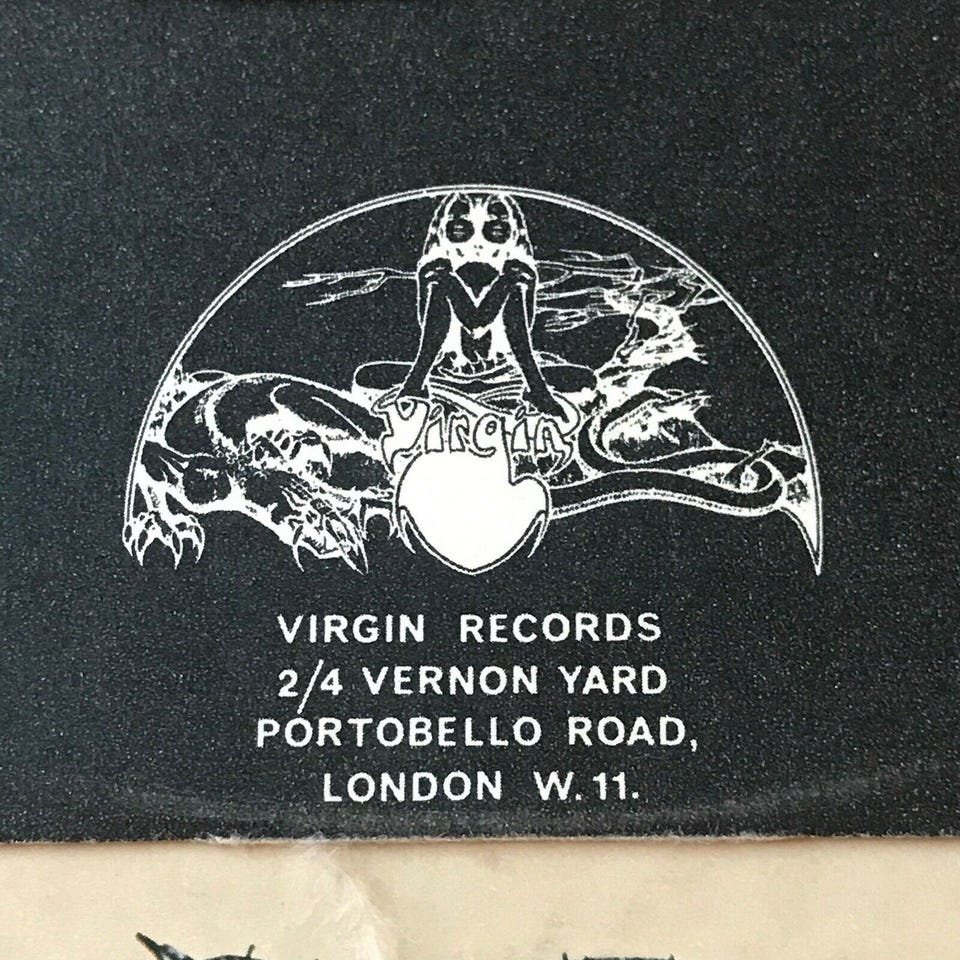 Virgin
VIRGIN RECORDS
2/4 VERNON YARD
PORTOBELLO ROAD,
LONDON W.11.